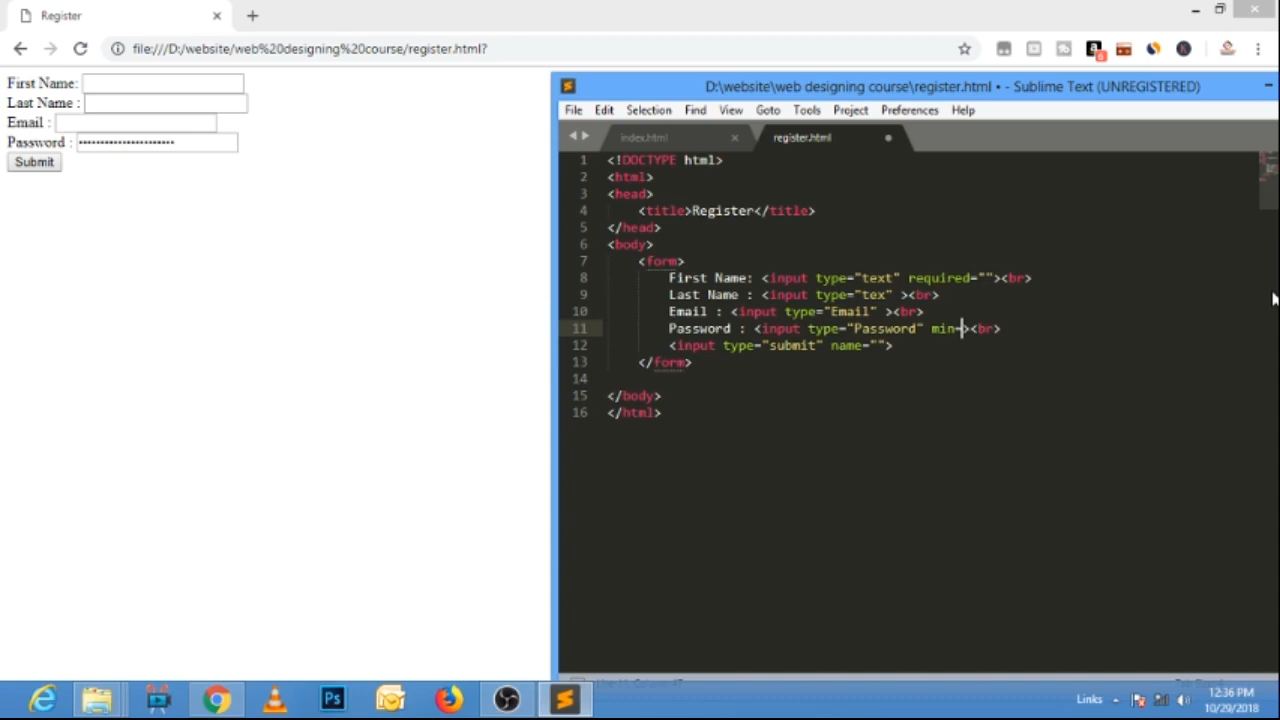 Register
file:///D:/website/web%20designing%20course/register.html?
First Name:
Last Name :
Email :
Password : ••••••••••••••••••••••
Submit
D:\website\web designing course\register.html • - Sublime Text (UNREGISTERED)
File Edit Selection Find View Goto Tools Project Preferences Help
index.html register.html
1 <!DOCTYPE html>
2 <html>
3 <head>
4 <title>Register</title>
5 </head>
6 <body>
7 <form>
8 First Name: <input type="text" required=""><br>
9 Last Name : <input type="tex" ><br>
10 Email : <input type="Email" ><br>
11 Password : <input type="Password" min=><br>
12 <input type="submit" name="">
13 </form>
14
15 </body>
16 </html>
Ps
Links
12:36 PM
10/29/2018